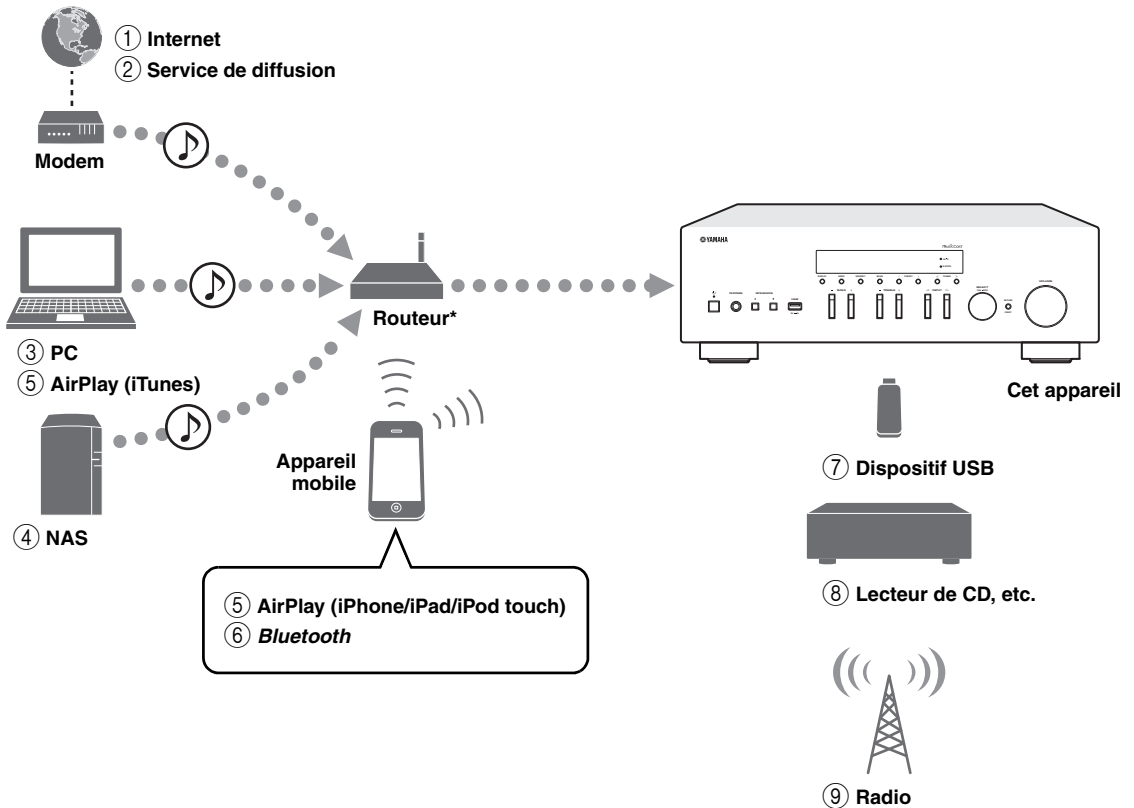 ① Internet
② Service de diffusion
Modem
YAMAHA
Routeur*
③ PC
⑤ AirPlay (iTunes)
Cet appareil
Appareil
mobile
⑦ Dispositif USB
④ NAS
⑤ AirPlay (iPhone/iPad/iPod touch)
⑥ Bluetooth
⑧ Lecteur de CD, etc.
⑨ Radio